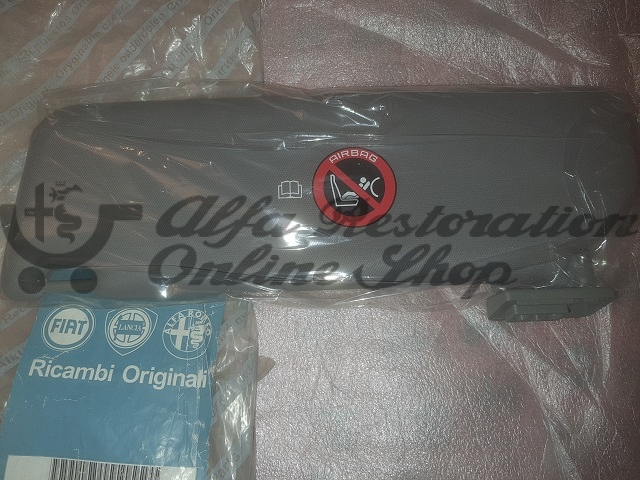 AIRBAG
Alfa Restoration
Online Shop
FIAT
LANCIA
ALFA ROMEO
Ricambi Originali